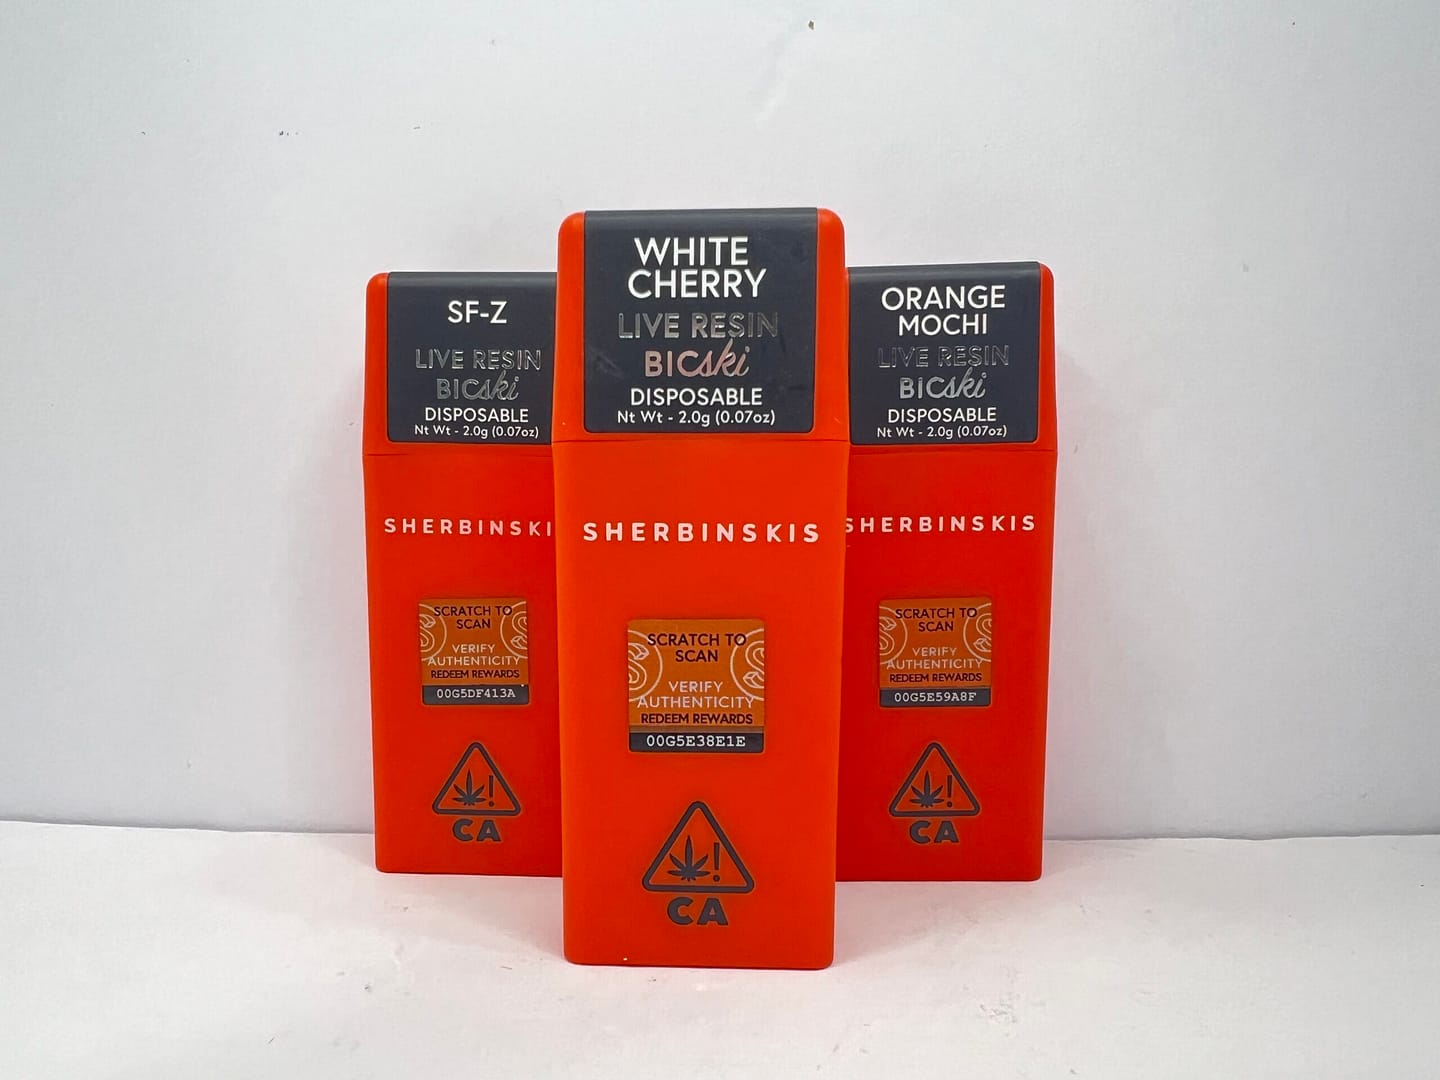 SF-Z
LIVE RESIN
BICski
DISPOSABLE
Nt Wt - 2.0g (0.07oz)
SHERBINSKI
SCRATCH TO
SCAN
VERIFY
AUTHENTICITY
REDEEM REWARDS
00G5DF413A
CA
WHITE
CHERRY
LIVE RESIN
BICski
DISPOSABLE
Nt Wt - 2.0g (0.07oz)
SHERBINSKIS
SCRATCH TO
SCAN
VERIFY
AUTHENTICITY
REDEEM REWARDS
00G5E38E1E
!
CA
ORANGE
MOCHI
LIVE RESIN
BICski
DISPOSABLE
Nt Wt - 2.0g (0.07oz)
SHERBINSKIS
SCRATCH TO
SCAN
VERIFY
AUTHENTICITY
REDEEM REWARDS
00G5E59A8F
CA